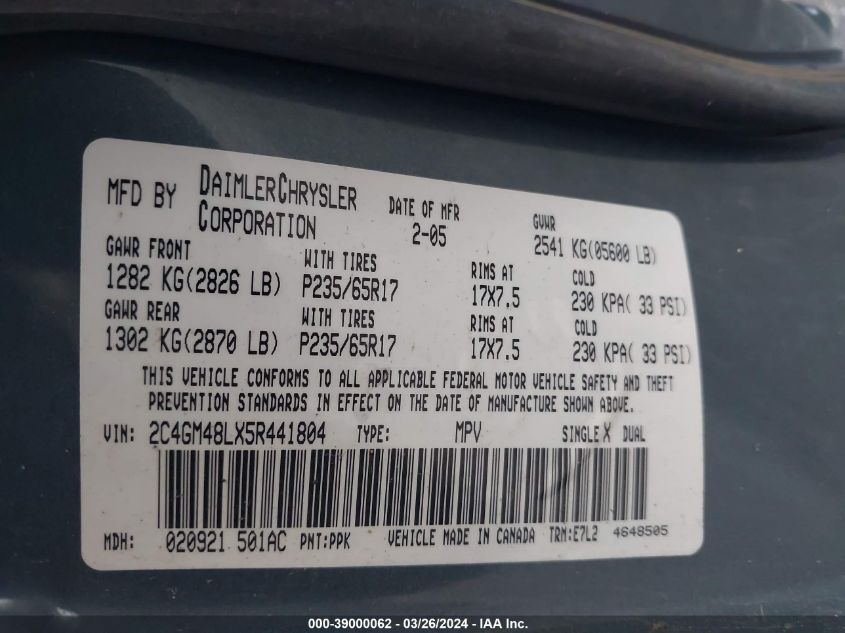 MFD BY DAIMLERCHRYSLER CORPORATION DATE OF MFR 2-05 GVWR 2541 KG(05600 LB)
GAWR FRONT WITH TIRES RIMS AT COLD
1282 KG(2826 LB) P235/65R17 17X7.5 230 KPA( 33 PSI)
GAWR REAR WITH TIRES RIMS AT COLD
1302 KG(2870 LB) P235/65R17 17X7.5 230 KPA( 33 PSI)
THIS VEHICLE CONFORMS TO ALL APPLICABLE FEDERAL MOTOR VEHICLE SAFETY AND THEFT
PREVENTION STANDARDS IN EFFECT ON THE DATE OF MANUFACTURE SHOWN ABOVE.
VIN: 2C4GM48LX5R441804 TYPE: MPV SINGLE X DUAL
MDH: 020921 501AC PNT:PPK VEHICLE MADE IN CANADA TRM:E7L2 4648505
000-39000062 - 03/26/2024 - IAA Inc.